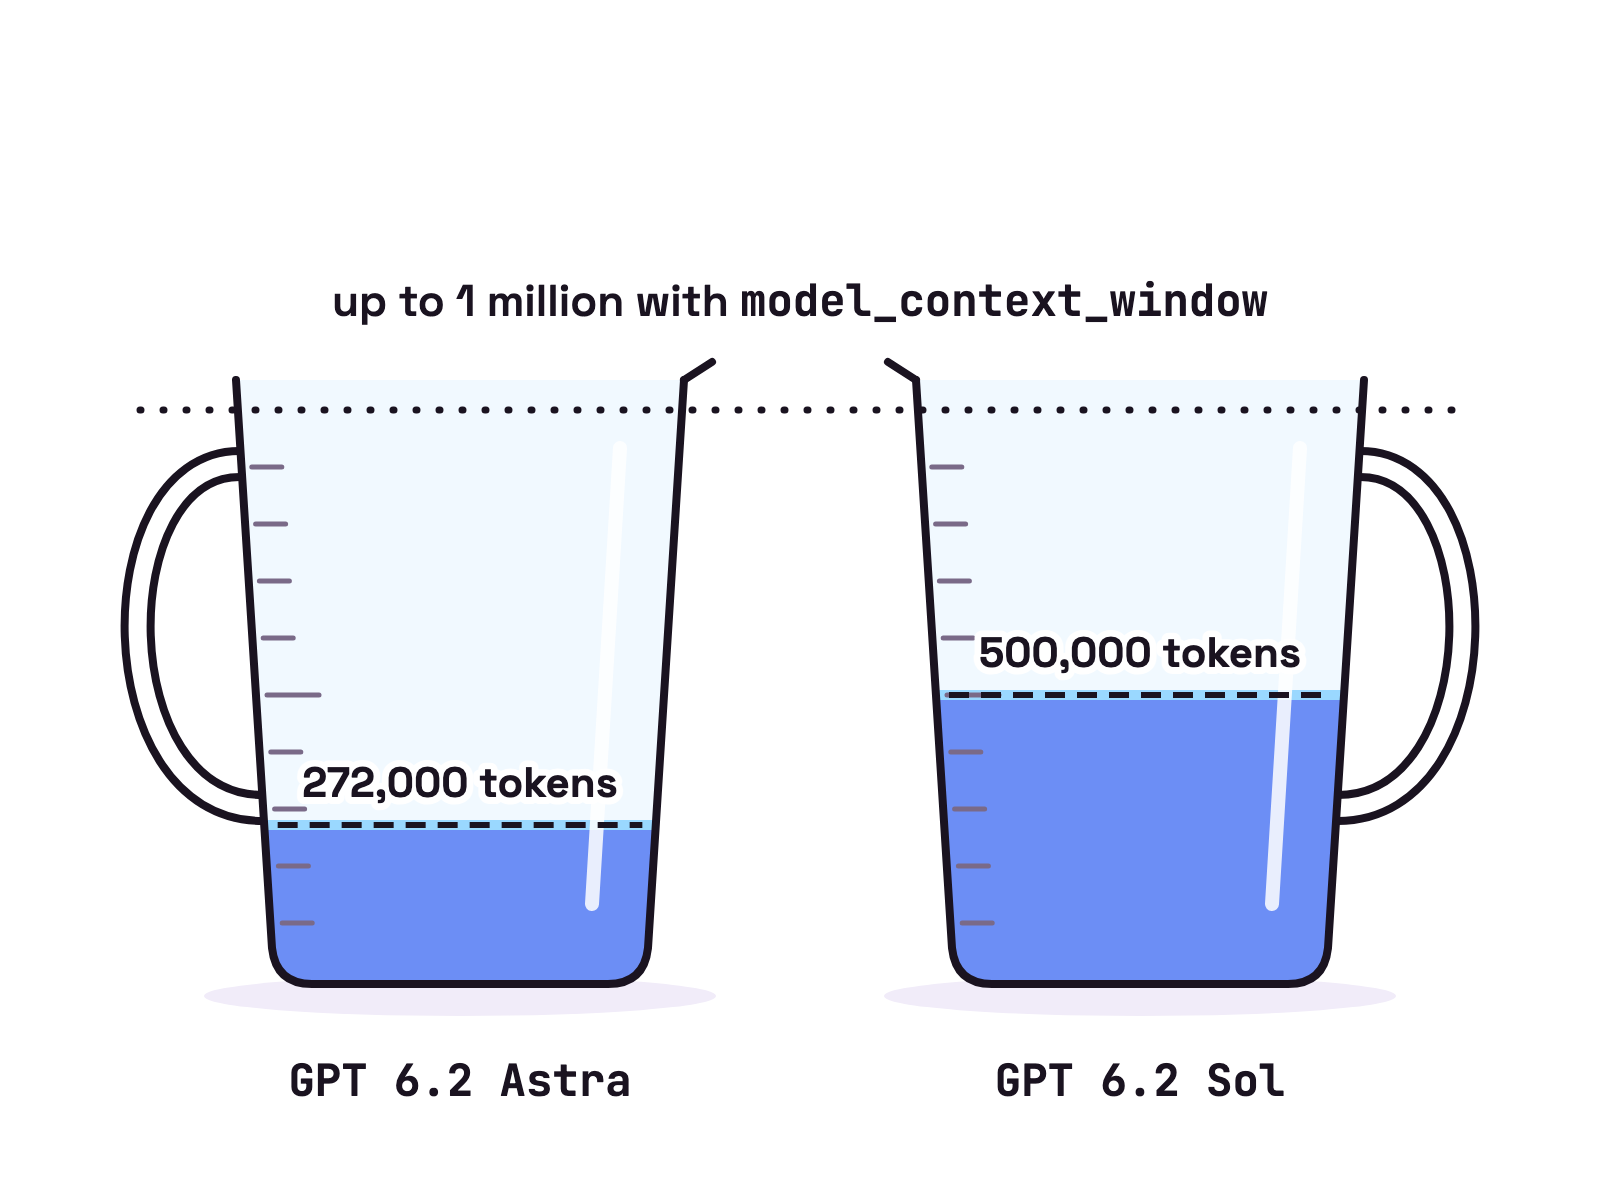 up to 1 million with model_context_window
500,000 tokens
272,000 tokens
GPT 6.2 Astra
GPT 6.2 Sol